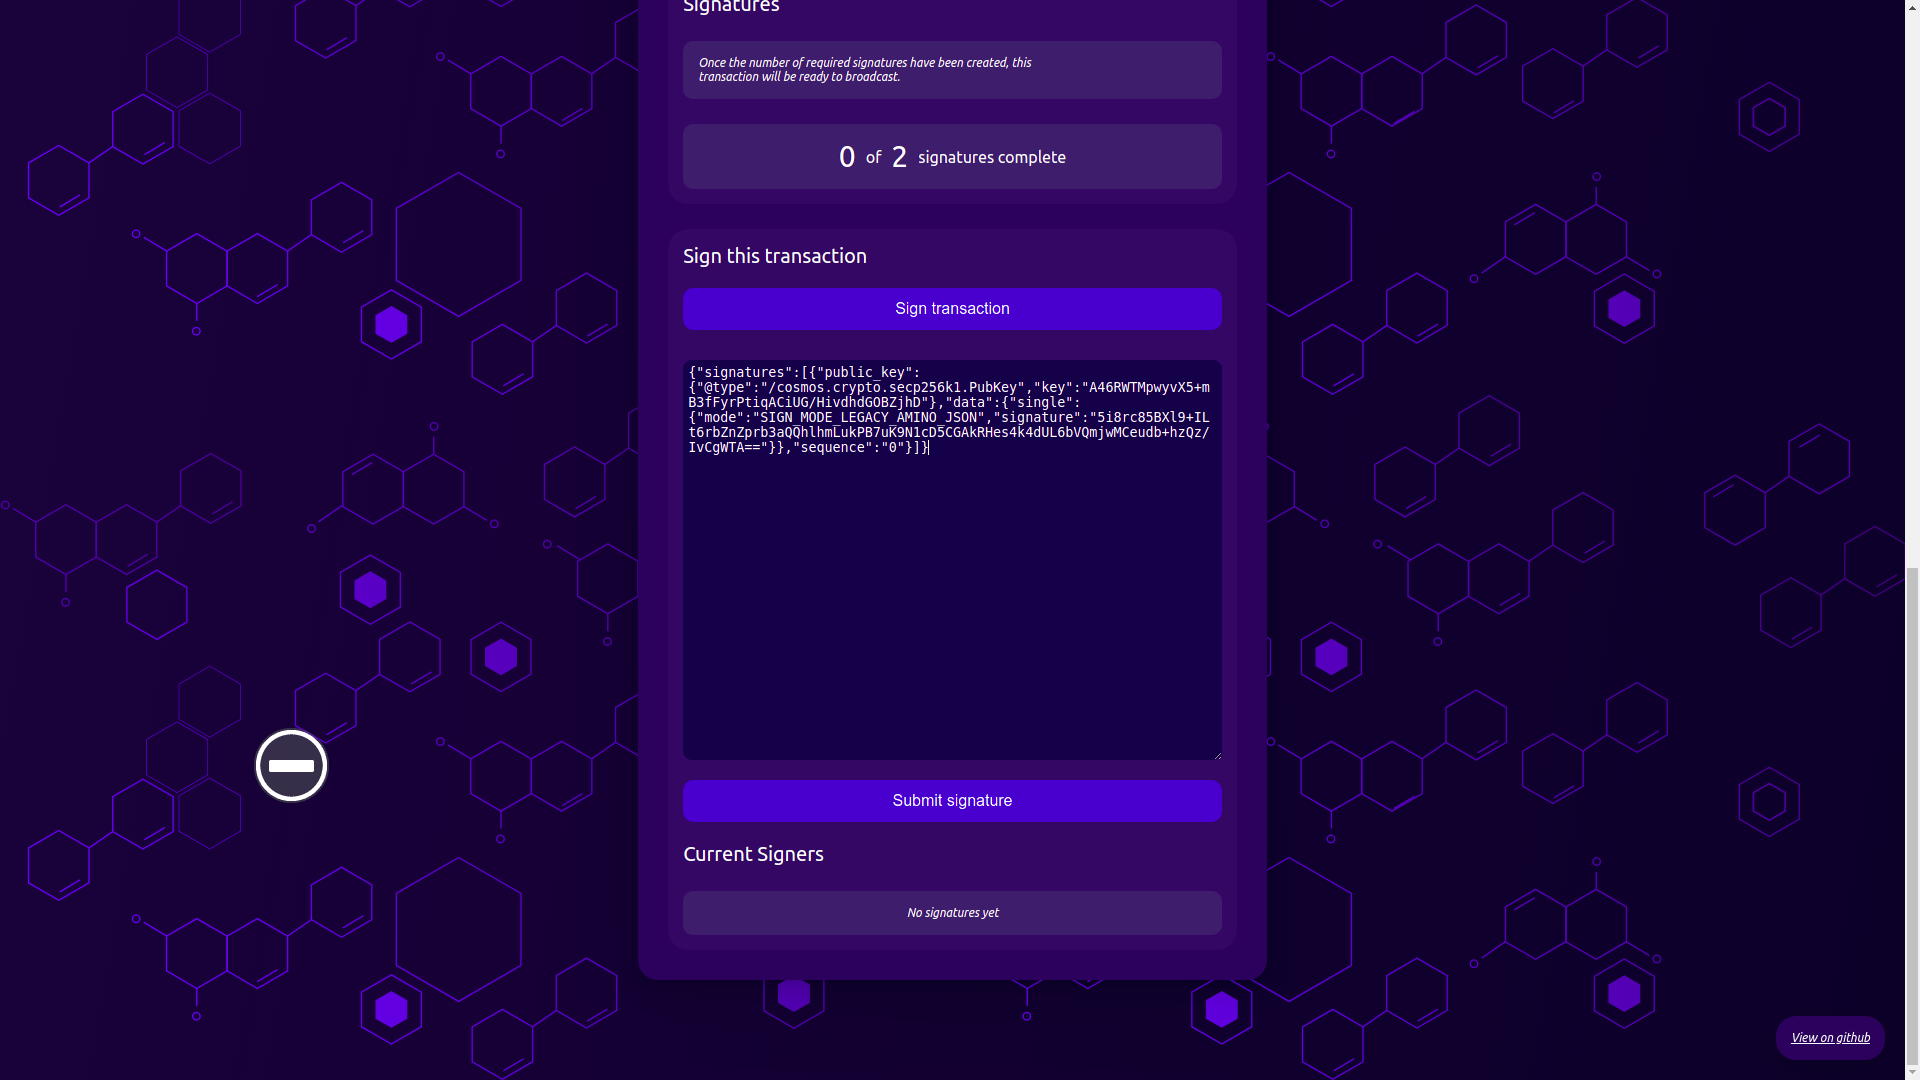 Signatures
Once the number of required signatures have been created, this
transaction will be ready to broadcast.
0 of 2 signatures complete
Sign this transaction
Sign transaction
{"signatures":[{"public_key":
{"@type":"/cosmos.crypto.secp256k1.PubKey","key":"A46RWTMpwyvX5+m
B3fFyrPtiqACiUG/HivdhdGOBZjhD"},"data":{"single":
{"mode":"SIGN_MODE_LEGACY_AMINO_JSON","signature":"5i8rc85BXl9+IL
t6rbZnZprb3aQQhlhmLukPB7uK9N1cD5CGAkRHes4k4dUL6bVQmjwMCeudb+hzQz/
IvCgWTA=="}},"sequence":"0"}]}
Submit signature
Current Signers
No signatures yet
View on github